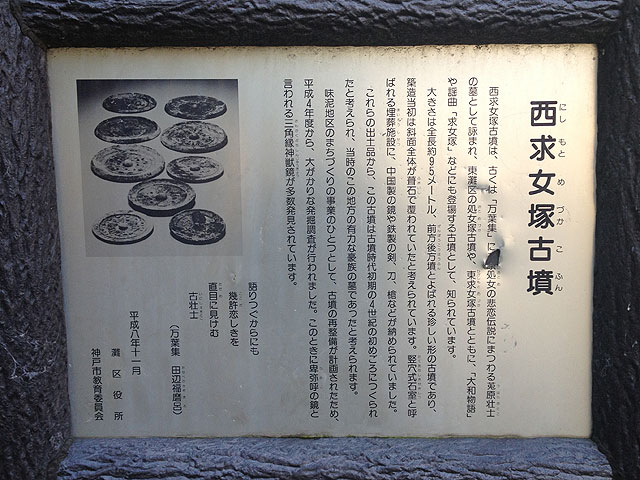 西求女塚古墳
にしもとめづかこふん
西求女塚古墳は、古くは「万葉集」に、処女の悲恋伝説にまつわる菟原壮士
の墓として詠まれ、東灘区の処女塚古墳や、東求女塚古墳とともに、「大和物語」
や謡曲「求女塚」などにも登場する古墳として、知られています。
大きさは全長約95メートル、前方後方墳とよばれる珍しい形の古墳であり、
築造当初は斜面全体が葺石で覆われていたと考えられています。竪穴式石室と呼
ばれる埋葬施設に、中国製の鏡や鉄製の剣、刀、槍などが納められていました。
これらの出土品から、この古墳は古墳時代初期の4世紀の初めごろにつくられ
たと考えられ、当時のこの地方の有力な豪族の墓であつたと考えられます。
味泥地区のまちづくりの事業のひとつとして、古墳の再整備が計画されたため、
平成4年度から、大がかりな発掘調査が行われました。このときに卑弥呼の鏡と
言われる三角縁神獣鏡が多数発見されています。
語りつぐからにも
幾許恋しきを
直目に見けむ
古壮士
(万葉集 田辺福麿呂)
平成八年十一月
灘区役所
神戸市教育委員会